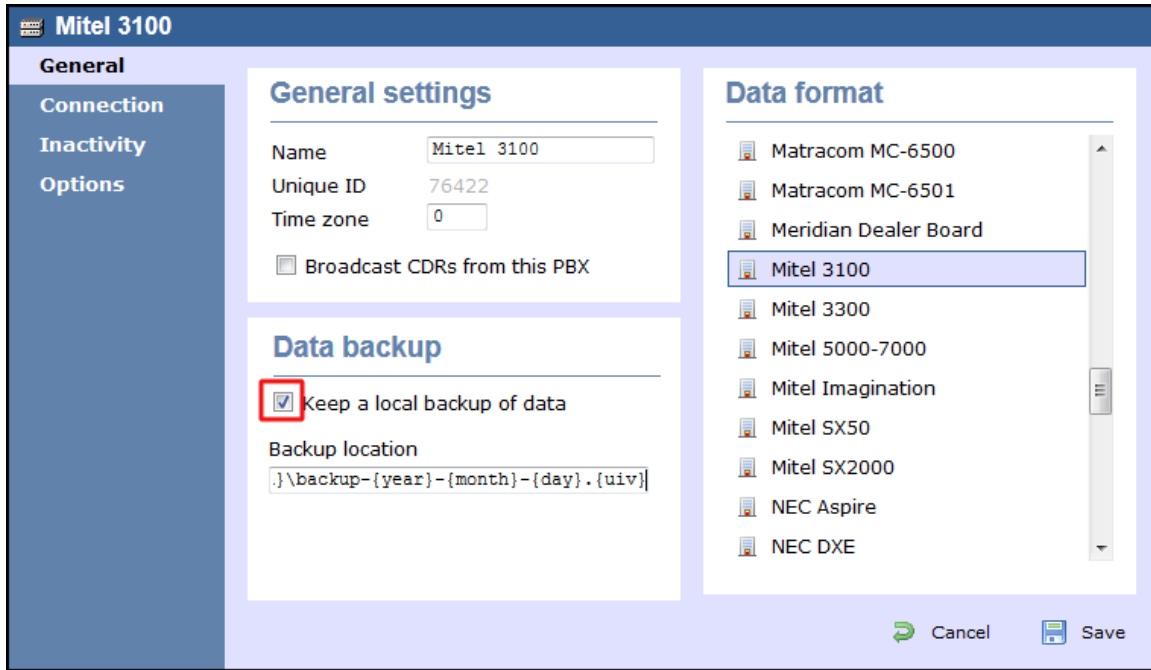 Mitel 3100
General
Connection
Inactivity
Options
General settings
Name Mitel 3100
Unique ID 76422
Time zone 0
Broadcast CDRs from this PBX
Data backup
Keep a local backup of data
Backup location
.}\backup-{year}-{month}-{day}.{uiv}
Data format
Matracom MC-6500
Matracom MC-6501
Meridian Dealer Board
Mitel 3100
Mitel 3300
Mitel 5000-7000
Mitel Imagination
Mitel SX50
Mitel SX2000
NEC Aspire
NEC DXE
Cancel Save